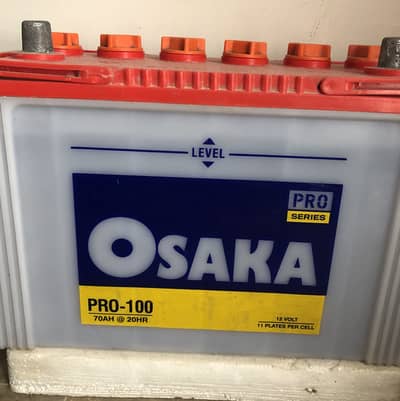 LEVEL
PRO
SERIES
OSAKA
PRO-100
70AH @ 20HR
12 VOLT
11 PLATES PER CELL